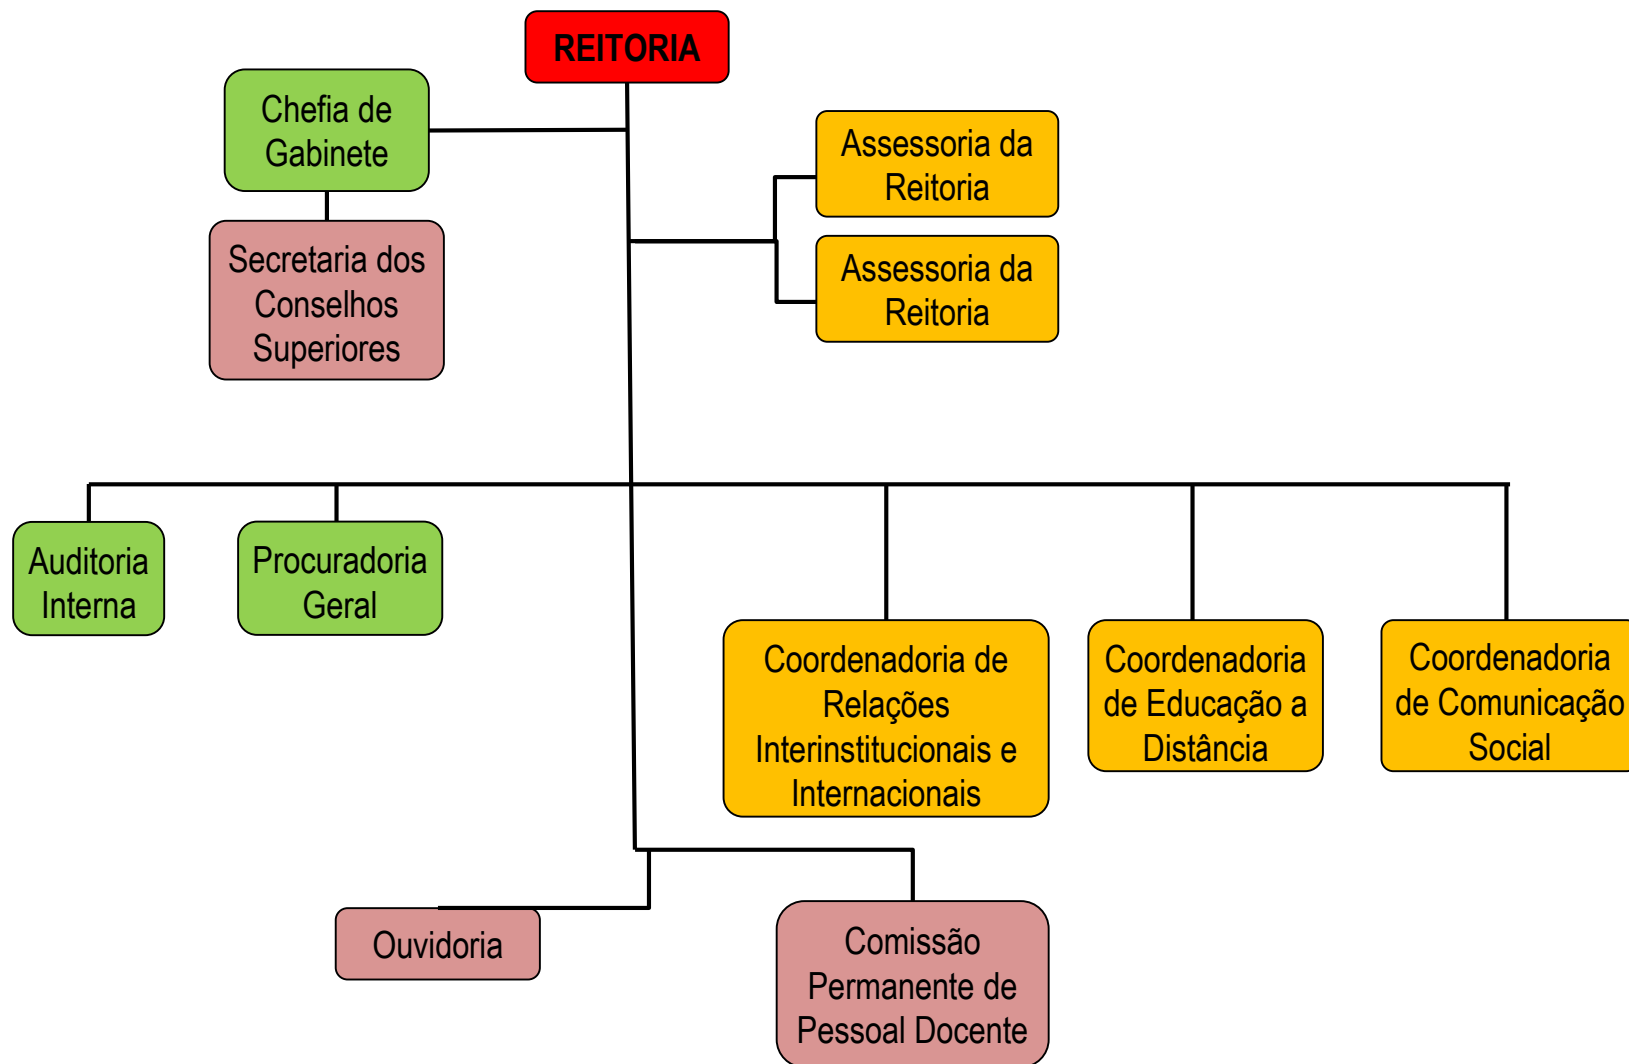 REITORIA
Chefia de
Gabinete
Assessoria da
Reitoria
Secretaria dos
Conselhos
Superiores
Assessoria da
Reitoria
Auditoria
Interna
Procuradoria
Geral
Coordenadoria de
Relações
Interinstitucionais e
Internacionais
Coordenadoria
de Educação a
Distância
Coordenadoria
de Comunicação
Social
Ouvidoria
Comissão
Permanente de
Pessoal Docente